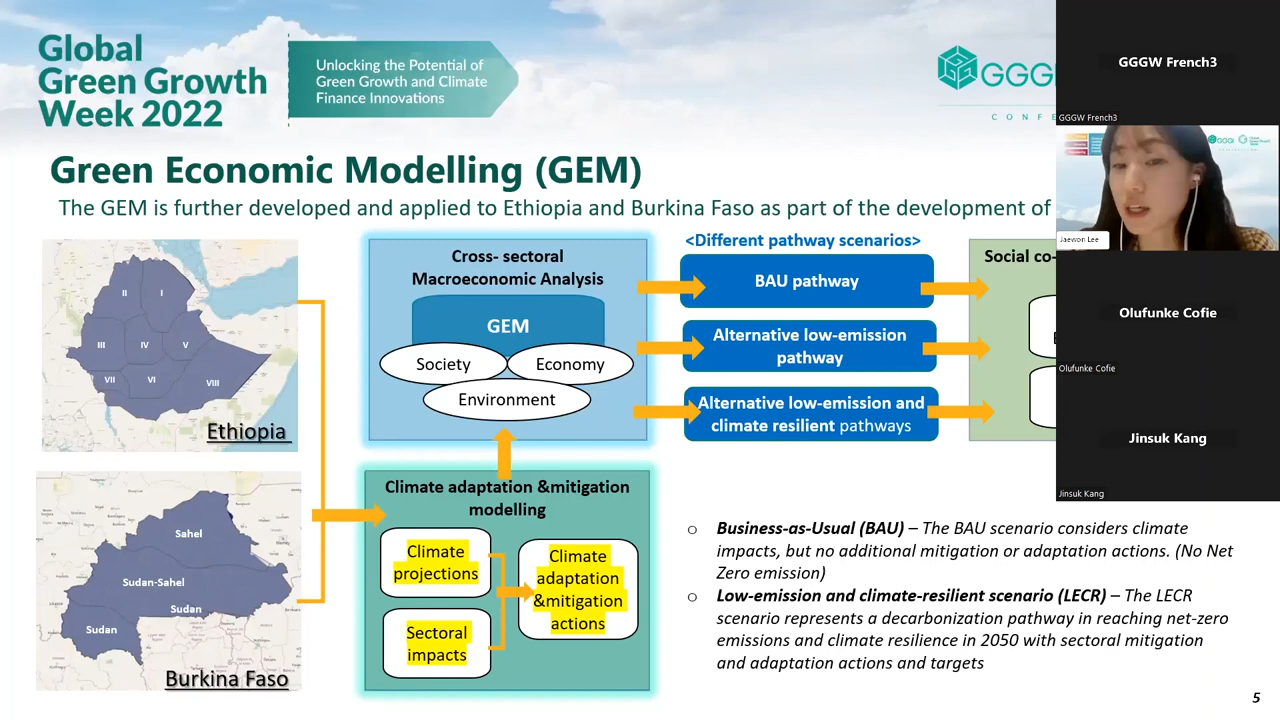 Global
Green Growth
Week 2022
Unlocking the Potential of
Green Growth and Climate
Finance Innovations
GGG
CONFE
Green Economic Modelling (GEM)
The GEM is further developed and applied to Ethiopia and Burkina Faso as part of the development of
II
I
III
IV
V
VII
VI
VIII
Ethiopia
Sahel
Sudan-Sahel
Sudan
Sudan
Burkina Faso
Cross- sectoral
Macroeconomic Analysis
GEM
Society
Economy
Environment
Climate adaptation &mitigation
modelling
Climate
projections
Sectoral
impacts
Climate
adaptation
&mitigation
actions
<Different pathway scenarios>
BAU pathway
Alternative low-emission
pathway
Alternative low-emission and
climate resilient pathways
Social co-
○ Business-as-Usual (BAU) – The BAU scenario considers climate
impacts, but no additional mitigation or adaptation actions. (No Net
Zero emission)
○ Low-emission and climate-resilient scenario (LECR) – The LECR
scenario represents a decarbonization pathway in reaching net-zero
emissions and climate resilience in 2050 with sectoral mitigation
and adaptation actions and targets
5
GGGW French3
GGGW French3
GGGI
Jaewon Lee
Olufunke Cofie
Olufunke Cofie
Jinsuk Kang
Jinsuk Kang